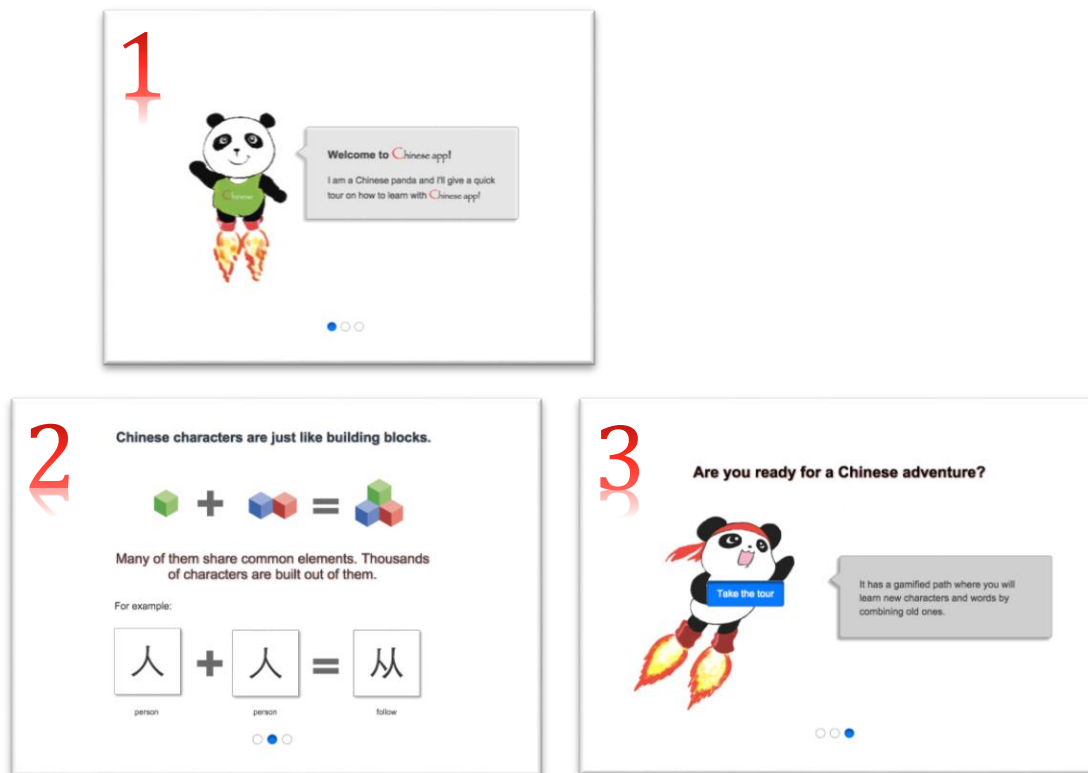 1
Chinese
Welcome to Chinese app!
I am a Chinese panda and I'll give a quick
tour on how to learn with Chinese app!
2
Chinese characters are just like building blocks.
+ =
Many of them share common elements. Thousands
of characters are built out of them.
For example:
人 + 人 = 从
person person follow
3
Are you ready for a Chinese adventure?
Take the tour
It has a gamified path where you will
learn new characters and words by
combining old ones.